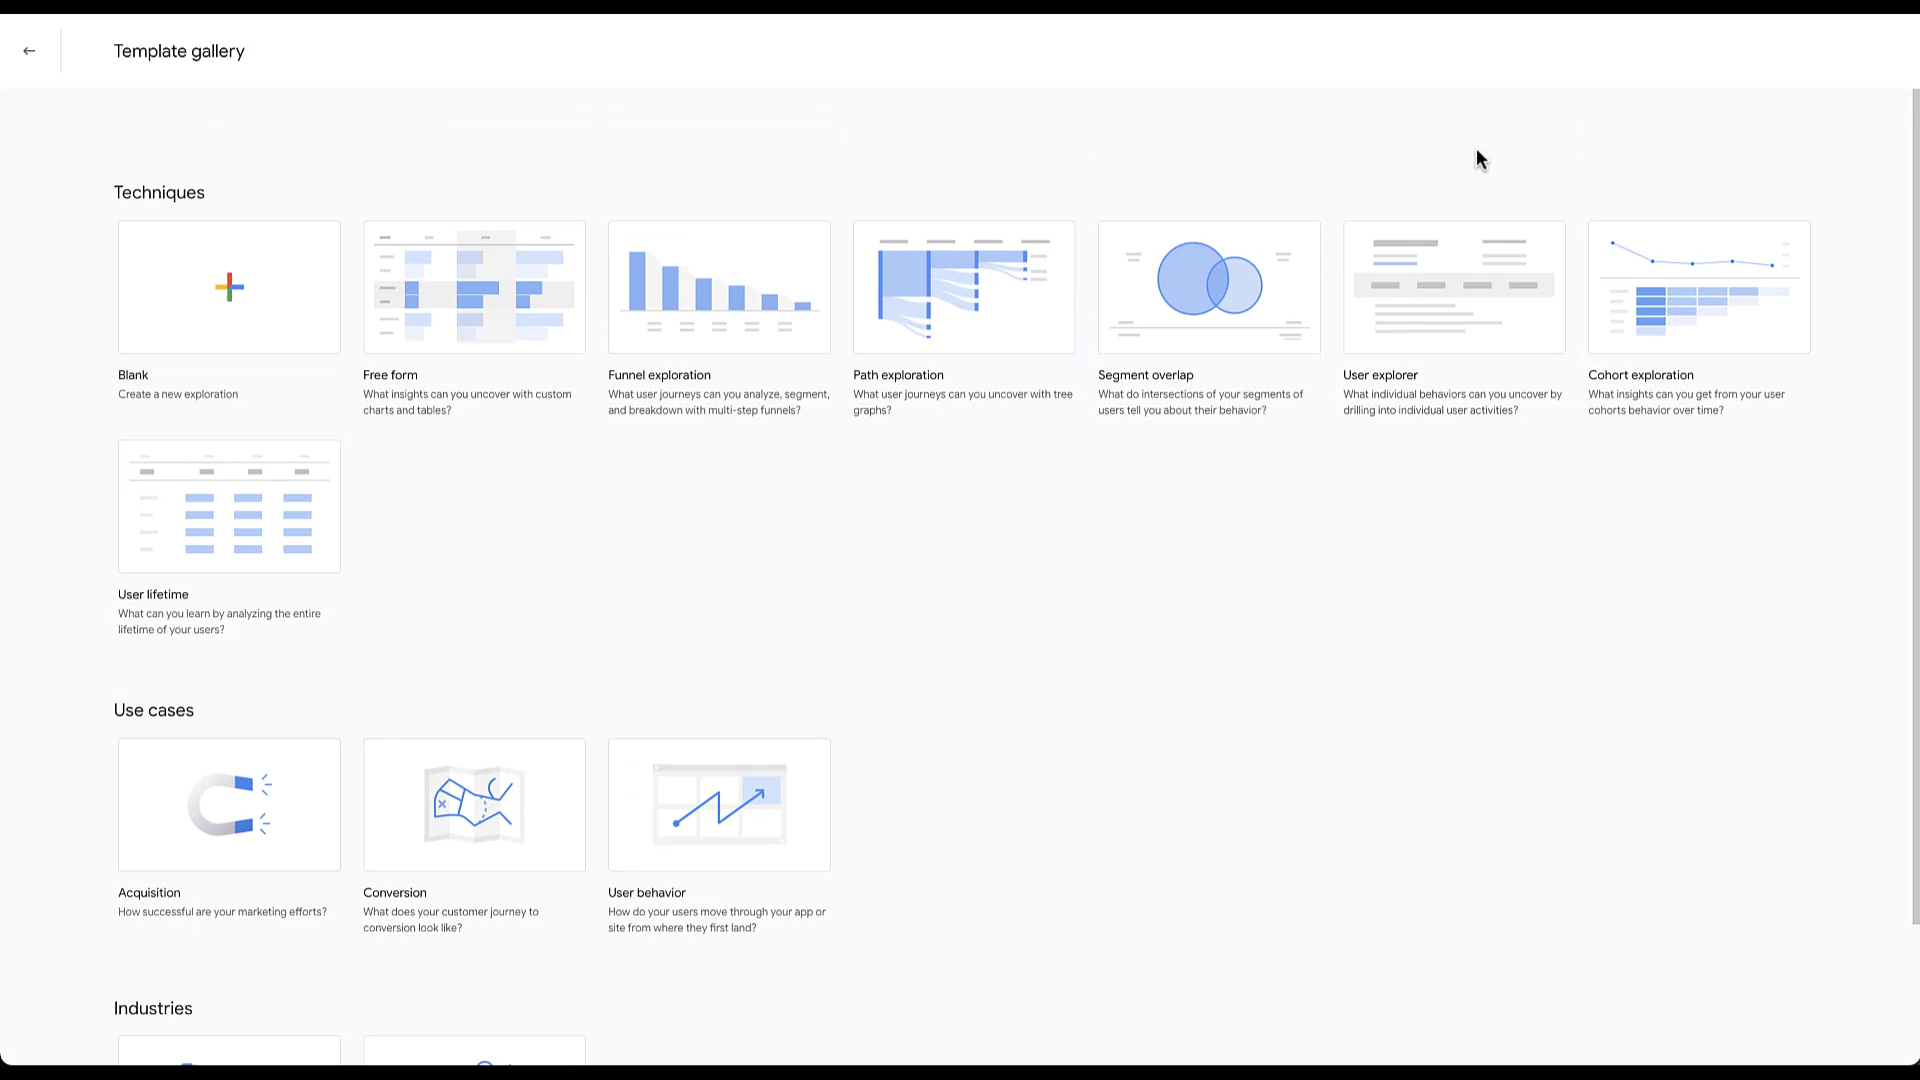 Template gallery
Techniques
Blank
Create a new exploration
Free form
What insights can you uncover with custom
charts and tables?
Funnel exploration
What user journeys can you analyze, segment,
and breakdown with multi-step funnels?
Path exploration
What user journeys can you uncover with tree
graphs?
Segment overlap
What do intersections of your segments of
users tell you about their behavior?
User explorer
What individual behaviors can you uncover by
drilling into individual user activities?
Cohort exploration
What insights can you get from your user
cohorts behavior over time?
User lifetime
What can you learn by analyzing the entire
lifetime of your users?
Use cases
Acquisition
How successful are your marketing efforts?
Conversion
What does your customer journey to
conversion look like?
User behavior
How do your users move through your app or
site from where they first land?
Industries